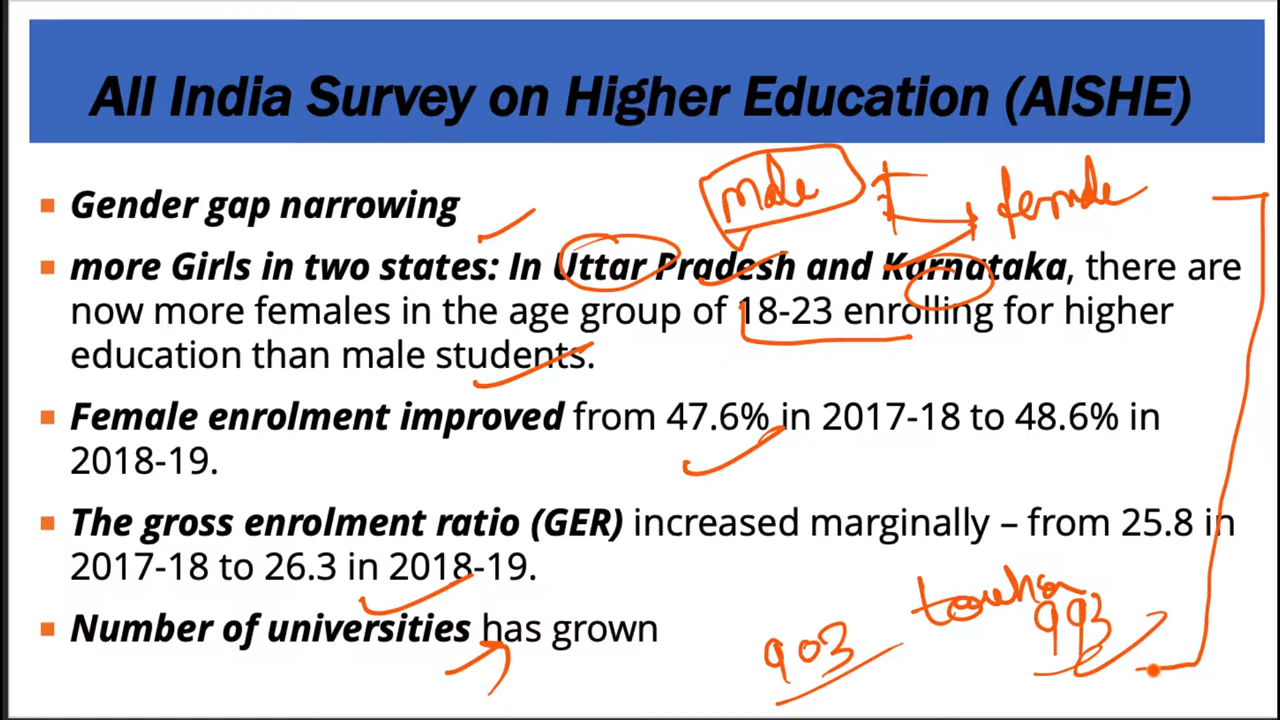 All India Survey on Higher Education (AISHE)
Gender gap narrowing
male
female
more Girls in two states: In Uttar Pradesh and Karnataka, there are
now more females in the age group of 18-23 enrolling for higher
education than male students.
Female enrolment improved from 47.6% in 2017-18 to 48.6% in
2018-19.
The gross enrolment ratio (GER) increased marginally – from 25.8 in
2017-18 to 26.3 in 2018-19.
Number of universities has grown
903
993